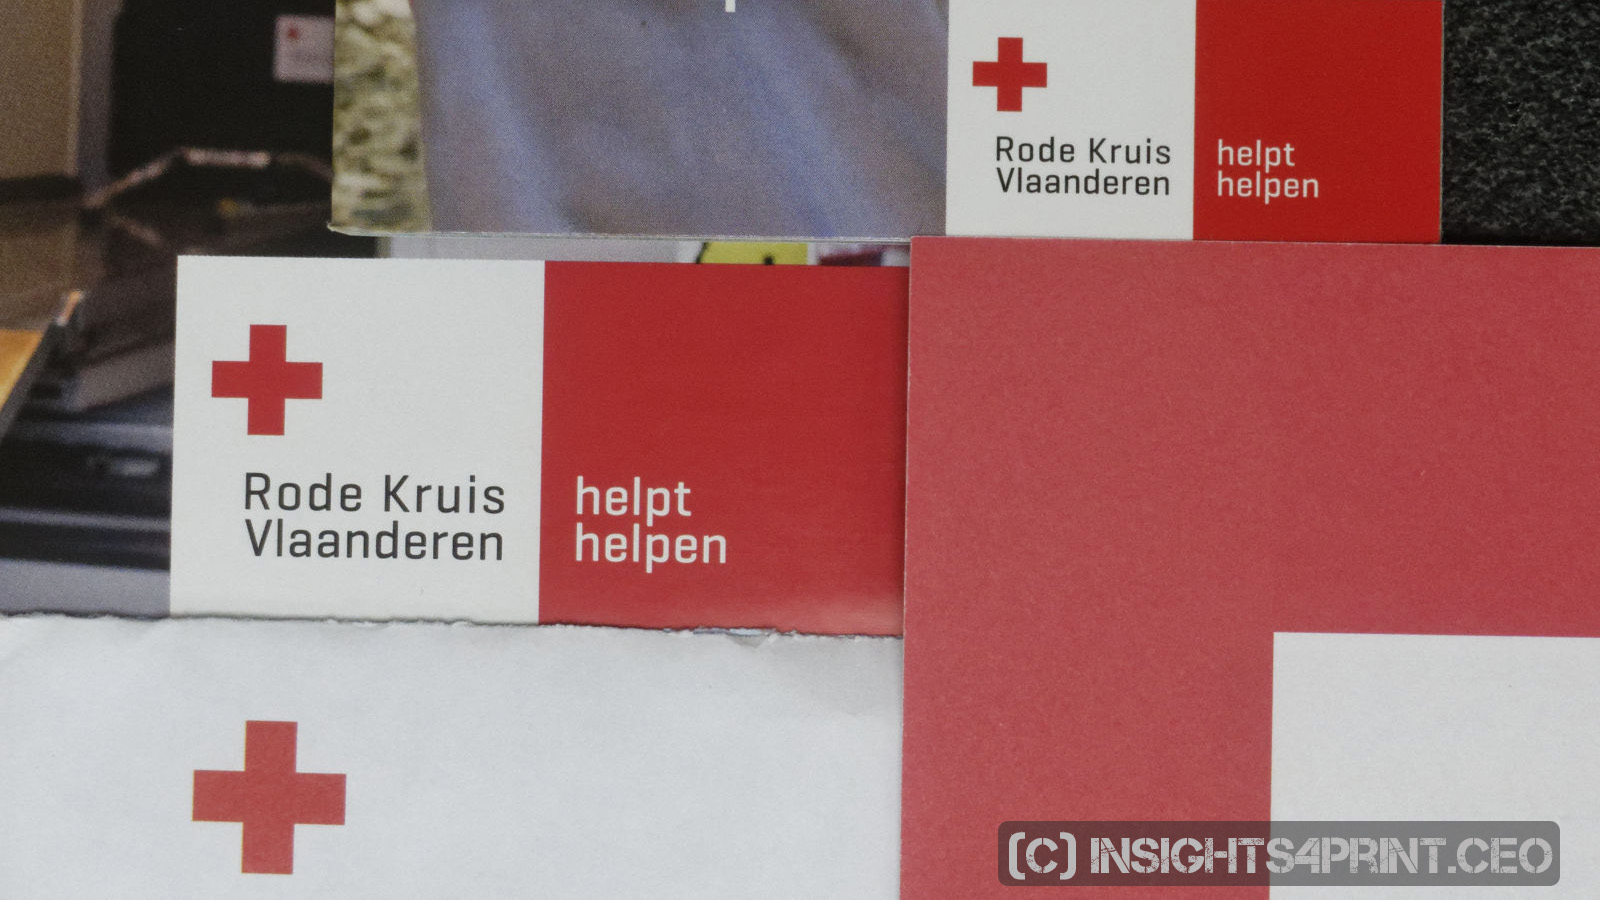 Rode Kruis
Vlaanderen
helpt
helpen
Rode Kruis
Vlaanderen
helpt
helpen
(C) INSIGHTS4PRINT.CEO